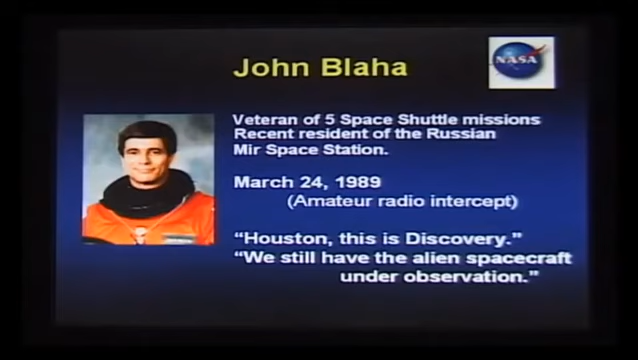 John Blaha
NASA
Veteran of 5 Space Shuttle missions
Recent resident of the Russian
Mir Space Station.
March 24, 1989
(Amateur radio intercept)
“Houston, this is Discovery.”
“We still have the alien spacecraft
under observation.”